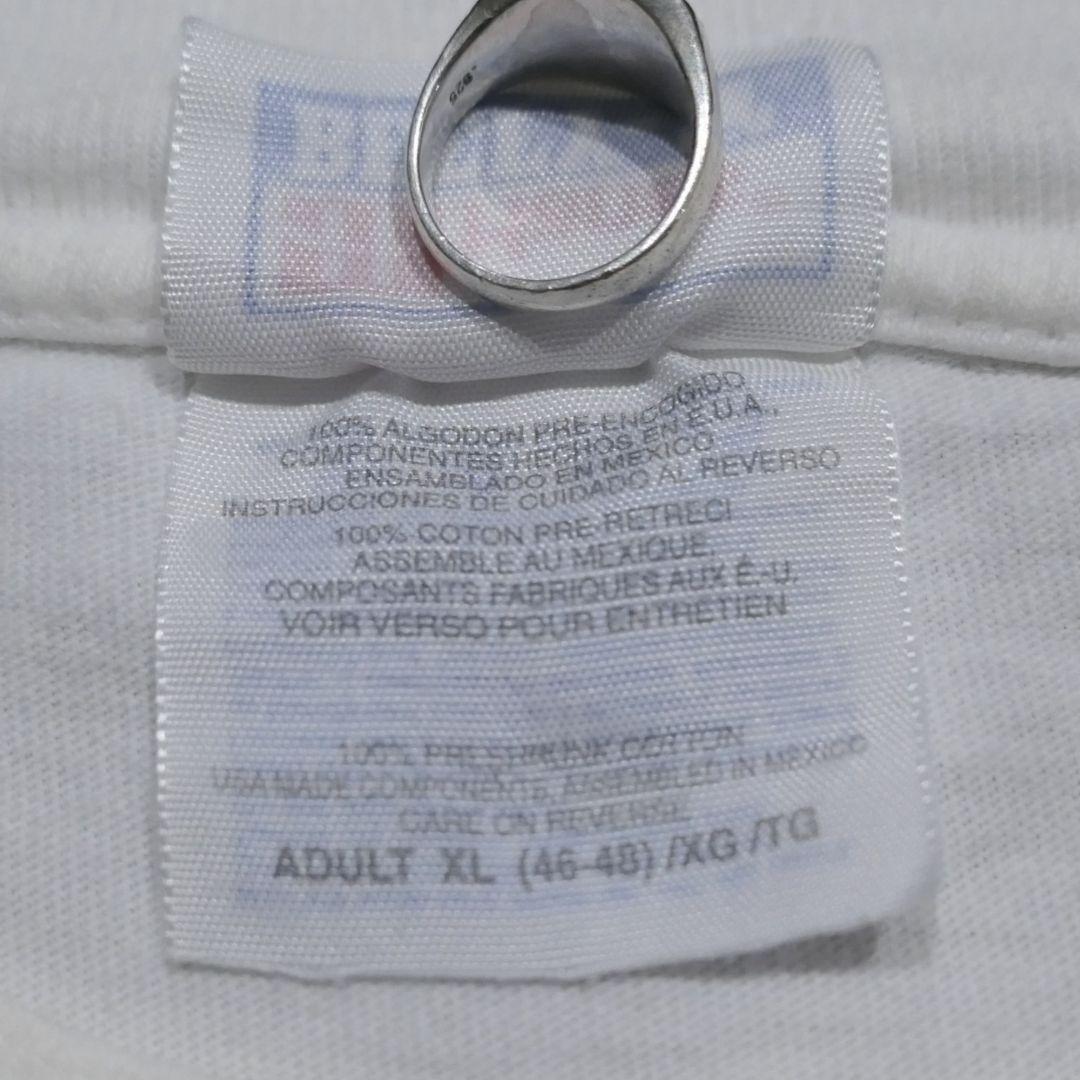 .925
100% ALGODON PRE-ENCOGIDO
COMPONENTES HECHOS EN E.U.A.,
ENSAMBLADO EN MEXICO
INSTRUCCIONES DE CUIDADO AL REVERSO
100% COTON PRE-RETRECI
ASSEMBLE AU MEXIQUE.
COMPOSANTS FABRIQUES AUX É.-U.
VOIR VERSO POUR ENTRETIEN
100% PRESHRUNK COTTON
USA MADE COMPONENTS, ASSEMBLED IN MEXICO
CARE ON REVERSE
ADULT XL (46-48) /XG /TG